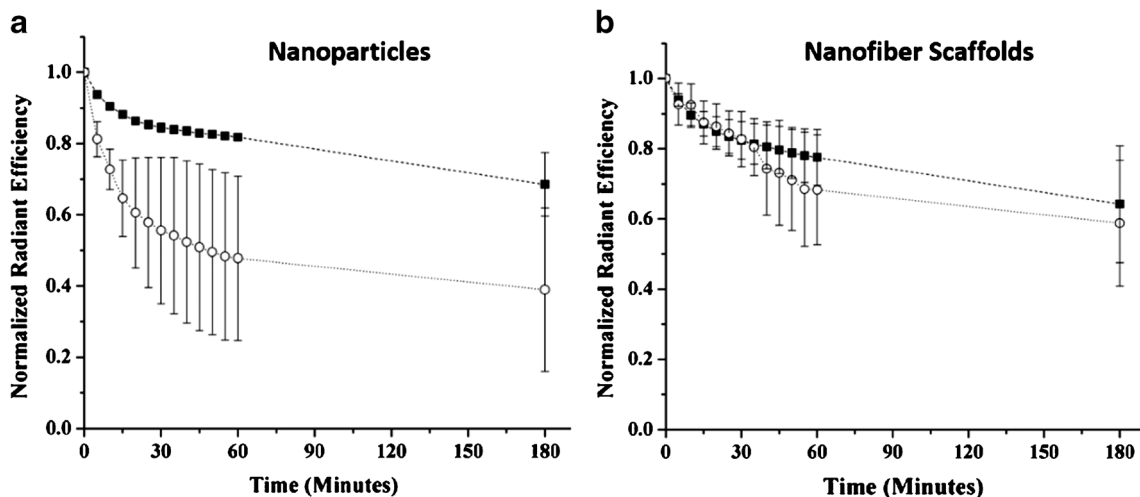 a
Nanoparticles
Normalized Radiant Efficiency
1.0
0.8
0.6
0.4
0.2
0.0
0 30 60 90 120 150 180
Time (Minutes)
b
Nanofiber Scaffolds
Normalized Radiant Efficiency
1.0
0.8
0.6
0.4
0.2
0.0
0 30 60 90 120 150 180
Time (Minutes)